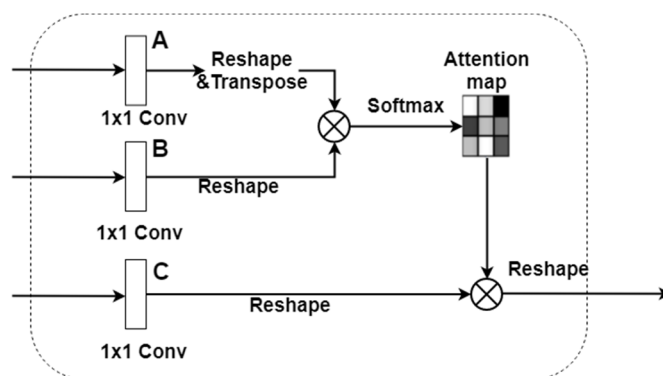 A
Reshape
&Transpose
1x1 Conv
Attention
map
Softmax
B
Reshape
1x1 Conv
C
Reshape
Reshape
1x1 Conv